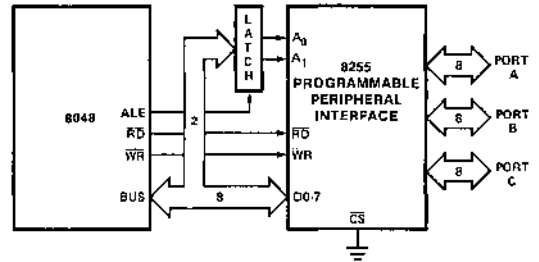 LATCH
8048
ALE
RD
WR
BUS
2
8
A0
A1
8255
PROGRAMMABLE
PERIPHERAL
INTERFACE
RD
WR
D0-7
CS
8
PORT
A
8
PORT
B
8
PORT
C